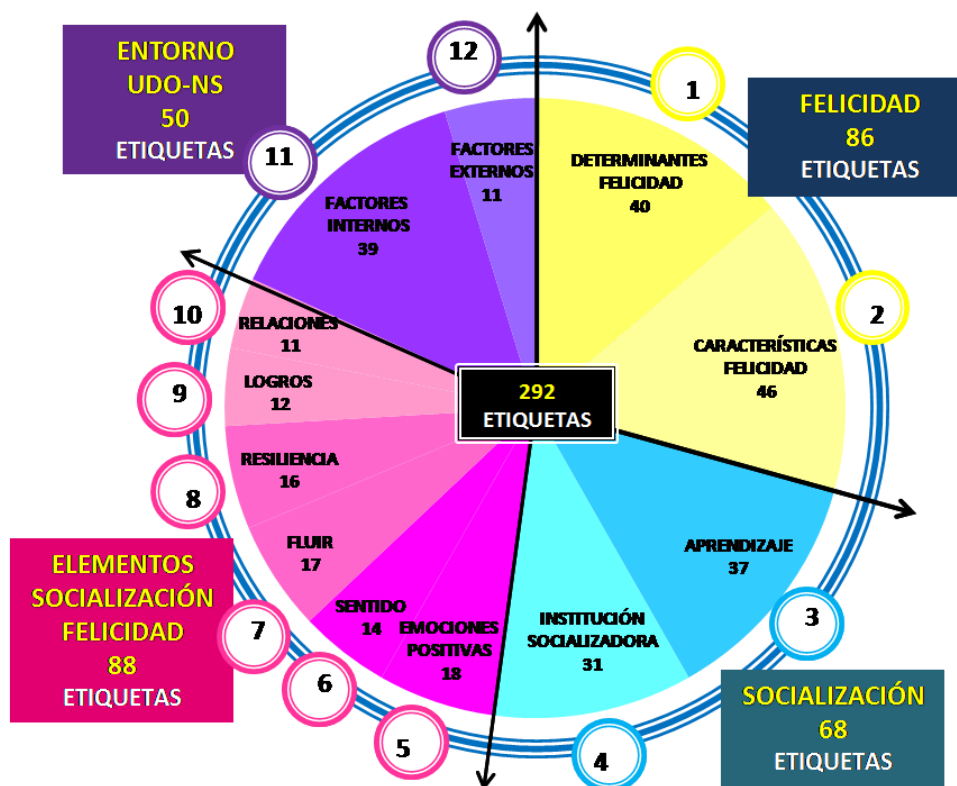 ENTORNO
UDO-NS
50
ETIQUETAS
12
1
FELICIDAD
86
ETIQUETAS
11
FACTORES
EXTERNOS
11
DETERMINANTES
FELICIDAD
40
FACTORES
INTERNOS
39
10
2
RELACIONES
11
CARACTERÍSTICAS
FELICIDAD
46
9
LOGROS
12
292
ETIQUETAS
8
RESILIENCIA
16
FLUIR
17
APRENDIZAJE
37
ELEMENTOS
SOCIALIZACIÓN
FELICIDAD
88
ETIQUETAS
SENTIDO
14
EMOCIONES
POSITIVAS
18
INSTITUCIÓN
SOCIALIZADORA
31
3
7
6
5
4
SOCIALIZACIÓN
68
ETIQUETAS